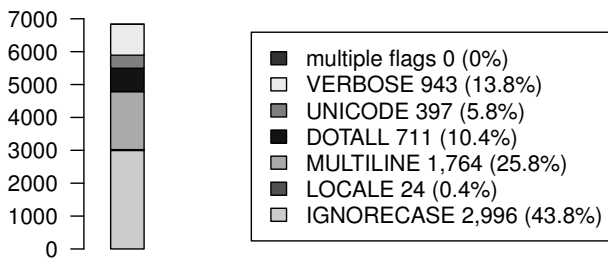 7000
6000
5000
4000
3000
2000
1000
0
multiple flags 0 (0%)
VERBOSE 943 (13.8%)
UNICODE 397 (5.8%)
DOTALL 711 (10.4%)
MULTILINE 1,764 (25.8%)
LOCALE 24 (0.4%)
IGNORECASE 2,996 (43.8%)